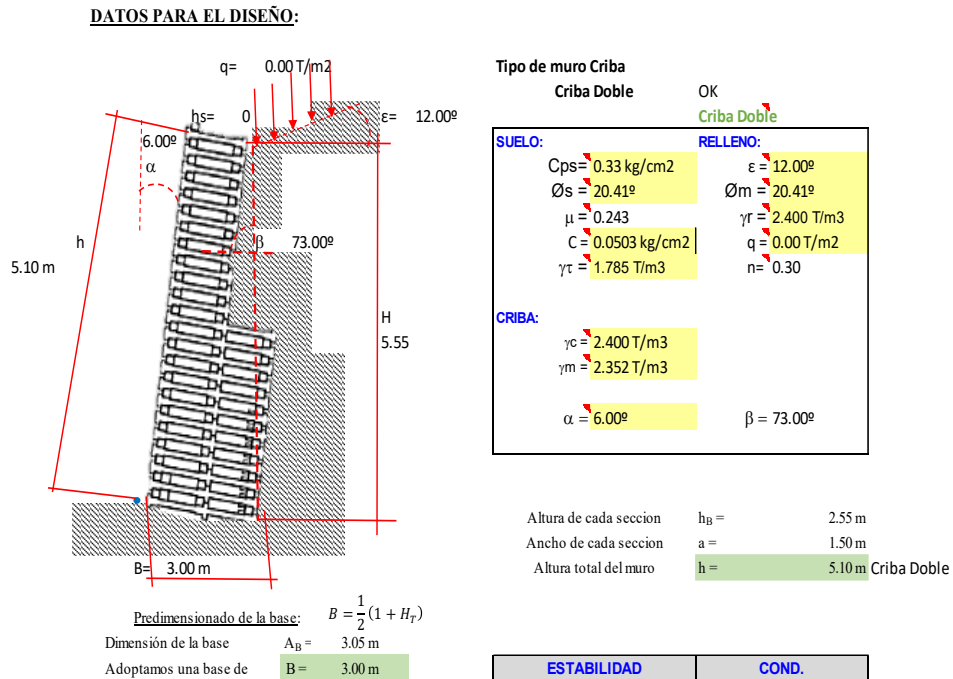 DATOS PARA EL DISEÑO:
q= 0.00 T/m2
hs= 0
ε= 12.00º
6.00º
α
h
5.10 m
β 73.00º
H
5.55
B= 3.00 m
Predimensionado de la base: B = 1/2 (1 + H_T)
Dimensión de la base A_B = 3.05 m
Adoptamos una base de B = 3.00 m
Tipo de muro Criba
Criba Doble OK
Criba Doble
SUELO: RELLENO:
Cps= 0.33 kg/cm2 ε = 12.00º
Øs = 20.41º Øm = 20.41º
μ = 0.243 γr = 2.400 T/m3
C = 0.0503 kg/cm2 q = 0.00 T/m2
γτ = 1.785 T/m3 n= 0.30
CRIBA:
γc = 2.400 T/m3
γm = 2.352 T/m3
α = 6.00º β = 73.00º
Altura de cada seccion h_B = 2.55 m
Ancho de cada seccion a = 1.50 m
Altura total del muro h = 5.10 m Criba Doble
ESTABILIDAD COND.